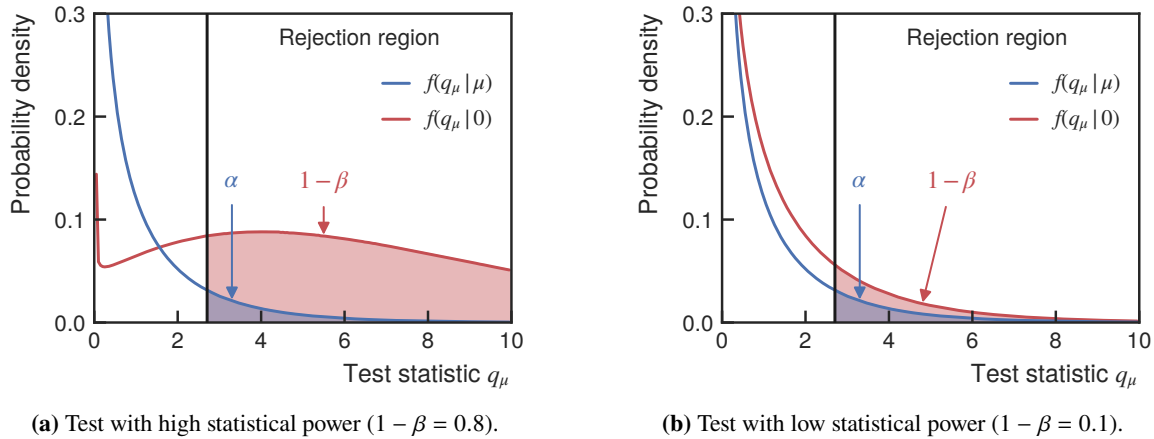 Probability density
0.3
0.2
0.1
0.0
Rejection region
f(qμ | μ)
f(qμ | 0)
α
1 − β
0 2 4 6 8 10
Test statistic qμ
(a) Test with high statistical power (1 − β = 0.8).
Probability density
0.3
0.2
0.1
0.0
Rejection region
f(qμ | μ)
f(qμ | 0)
α
1 − β
0 2 4 6 8 10
Test statistic qμ
(b) Test with low statistical power (1 − β = 0.1).